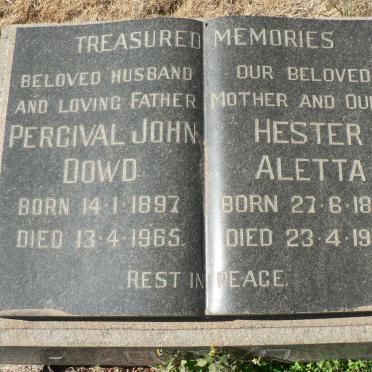 TREASURED MEMORIES
BELOVED HUSBAND
AND LOVING FATHER
PERCIVAL JOHN
DOWD
BORN 14·1·1897
DIED 13·4·1965.
OUR BELOVED
MOTHER AND OU
HESTER
ALETTA
BORN 27·6·18
DIED 23·4·19
REST IN PEACE